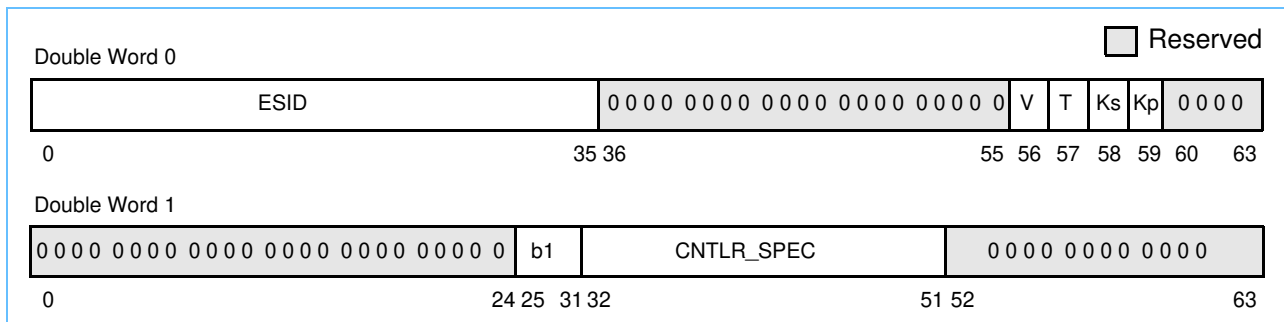 Reserved
Double Word 0
ESID 0000 0000 0000 0000 0000 0 V T Ks Kp 0000
0 35 36 55 56 57 58 59 60 63
Double Word 1
0000 0000 0000 0000 0000 0000 0 b1 CNTLR_SPEC 0000 0000 0000
0 24 25 31 32 51 52 63